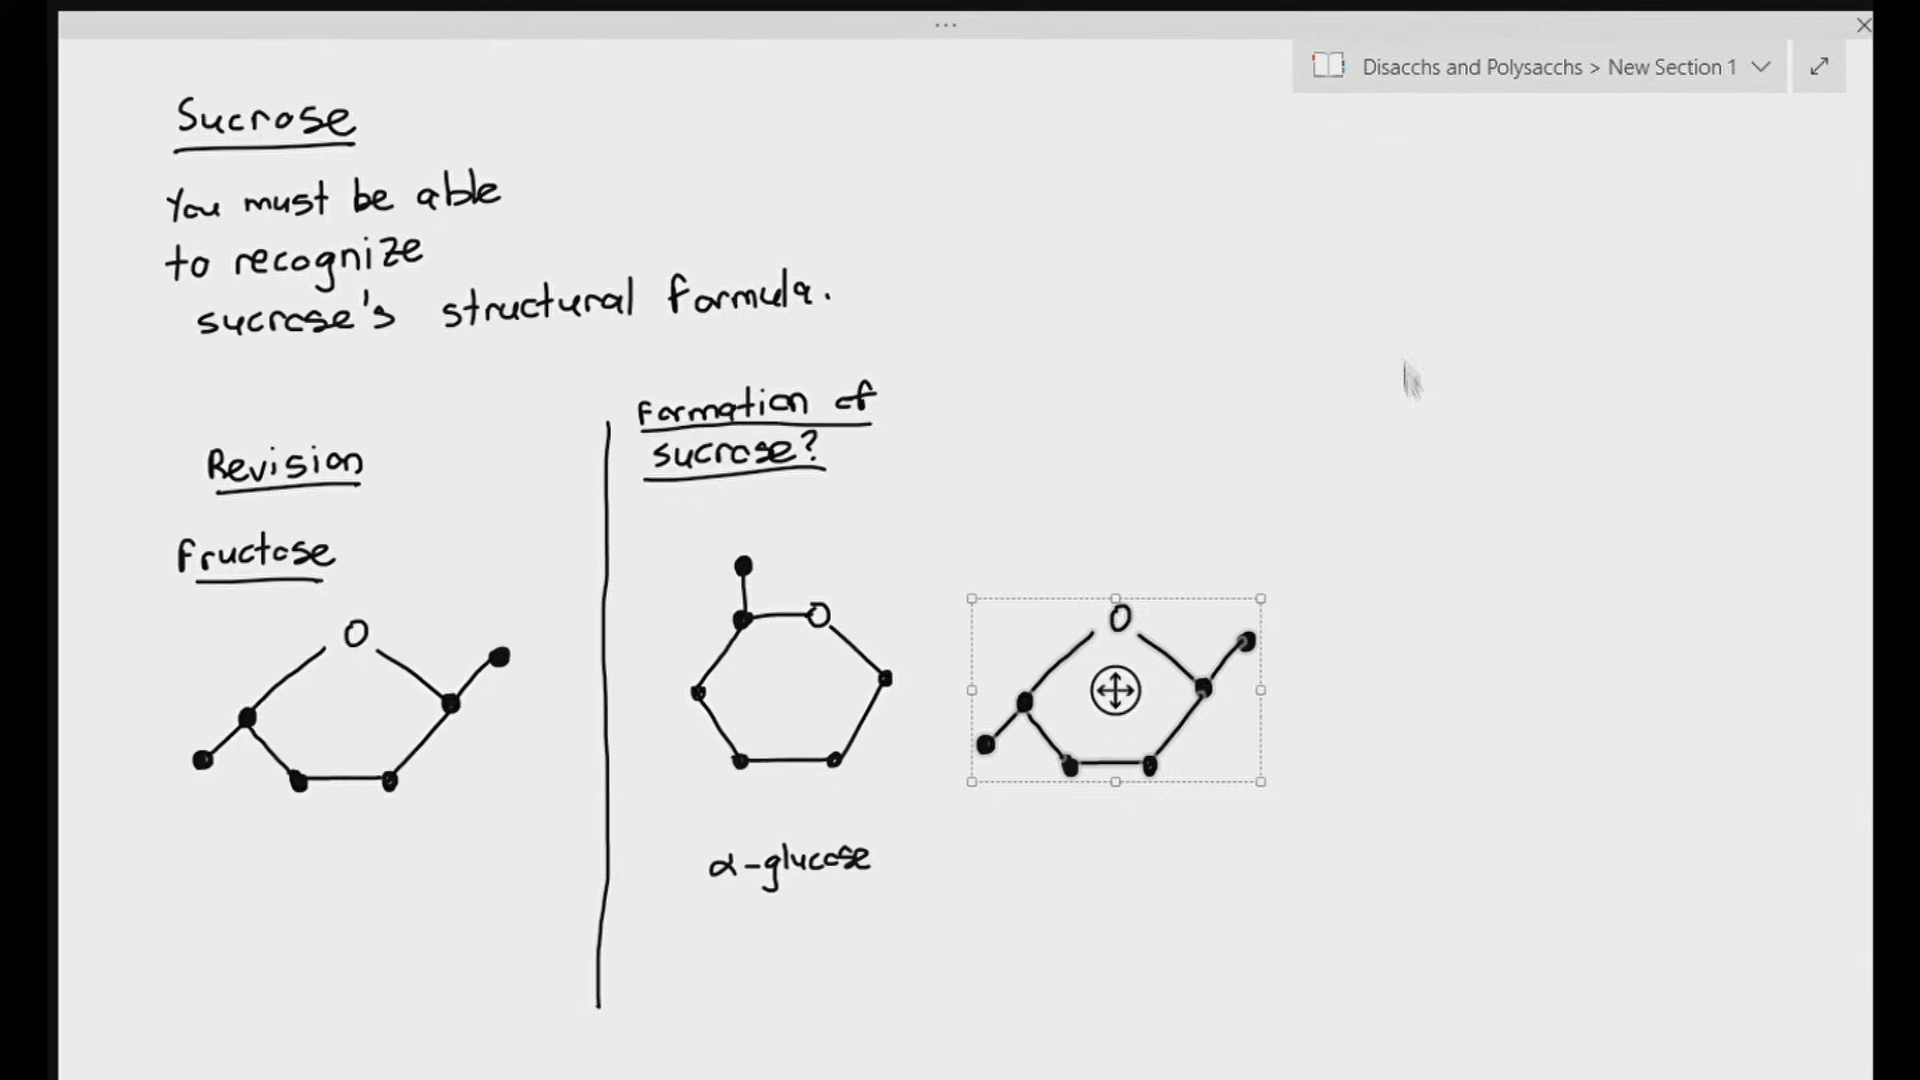 ...
Disacchs and Polysacchs > New Section 1
Sucrose
You must be able
to recognize
sucrose's structural formula.
Revision
Fructose
O
Formation of
sucrose?
O
O
α-glucose